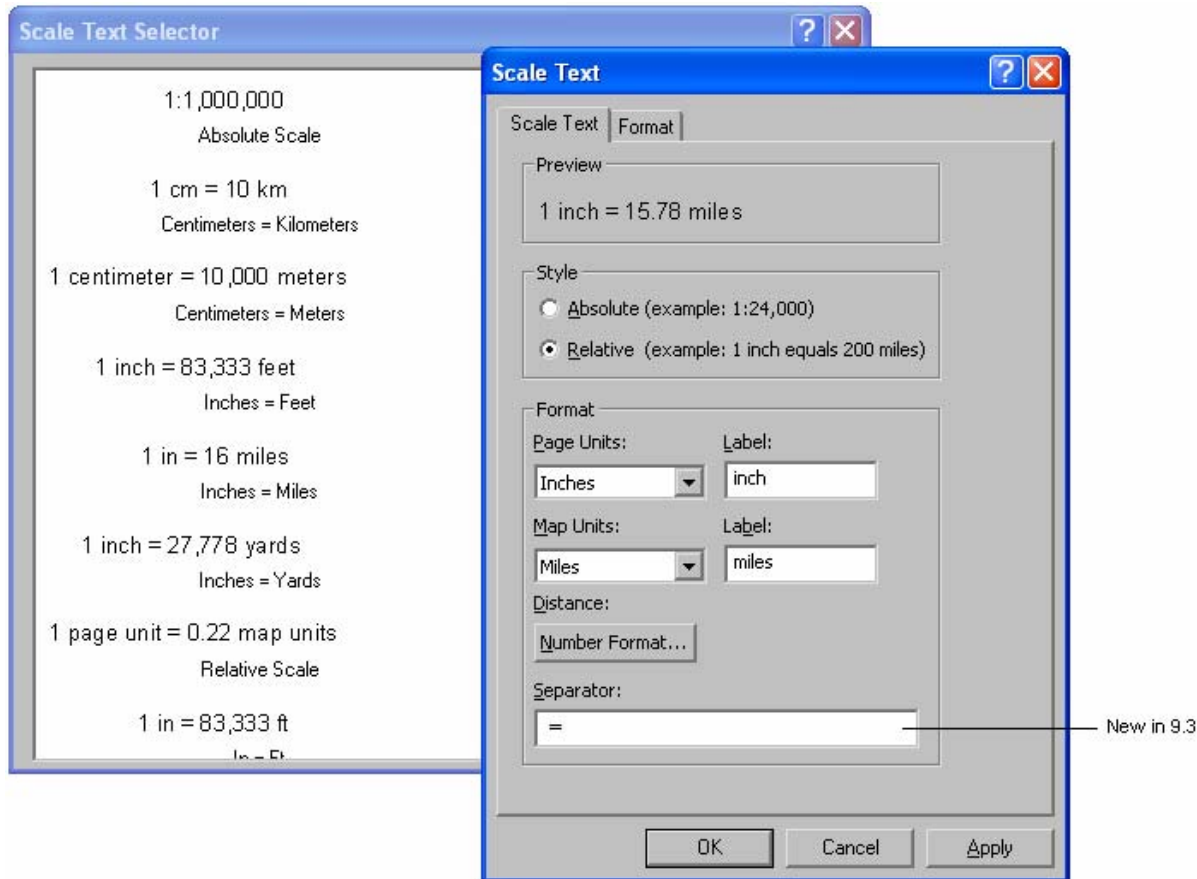 Scale Text Selector
1:1,000,000
Absolute Scale
1 cm = 10 km
Centimeters = Kilometers
1 centimeter = 10,000 meters
Centimeters = Meters
1 inch = 83,333 feet
Inches = Feet
1 in = 16 miles
Inches = Miles
1 inch = 27,778 yards
Inches = Yards
1 page unit = 0.22 map units
Relative Scale
1 in = 83,333 ft
In = Ft
Scale Text
Scale Text Format
Preview
1 inch = 15.78 miles
Style
Absolute (example: 1:24,000)
Relative (example: 1 inch equals 200 miles)
Format
Page Units: Label:
Inches inch
Map Units: Label:
Miles miles
Distance:
Number Format...
Separator:
=
New in 9.3
OK Cancel Apply